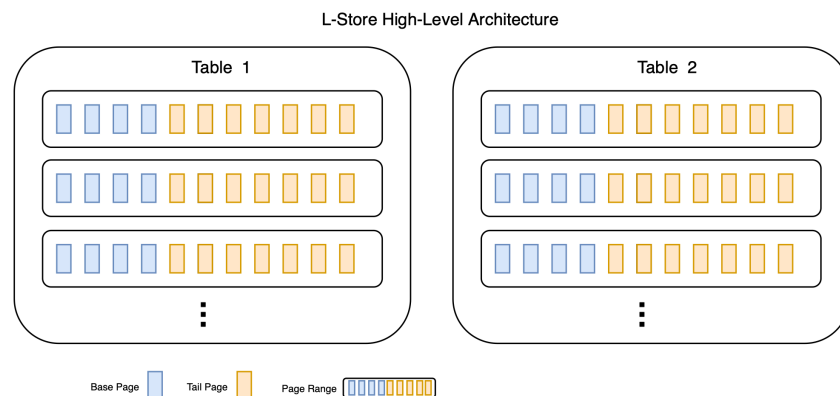 L-Store High-Level Architecture
Table 1
Table 2
Base Page
Tail Page
Page Range